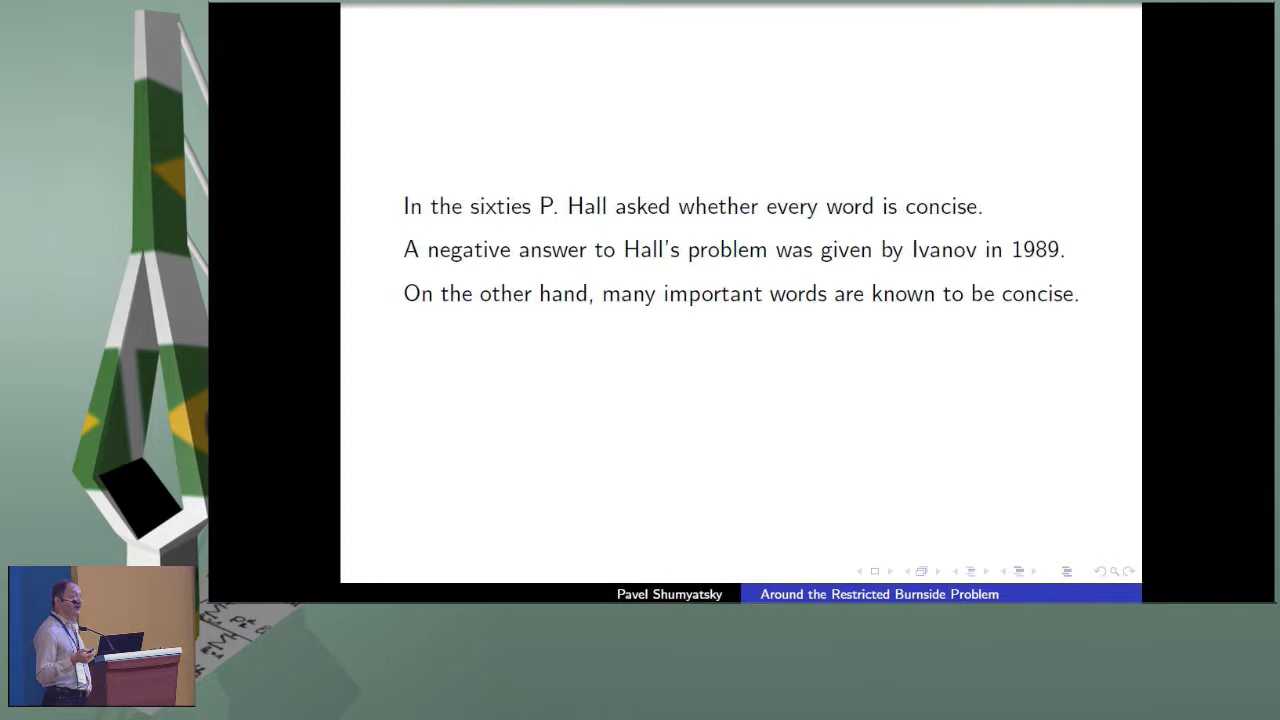 In the sixties P. Hall asked whether every word is concise.
A negative answer to Hall's problem was given by Ivanov in 1989.
On the other hand, many important words are known to be concise.
Pavel Shumyatsky
Around the Restricted Burnside Problem